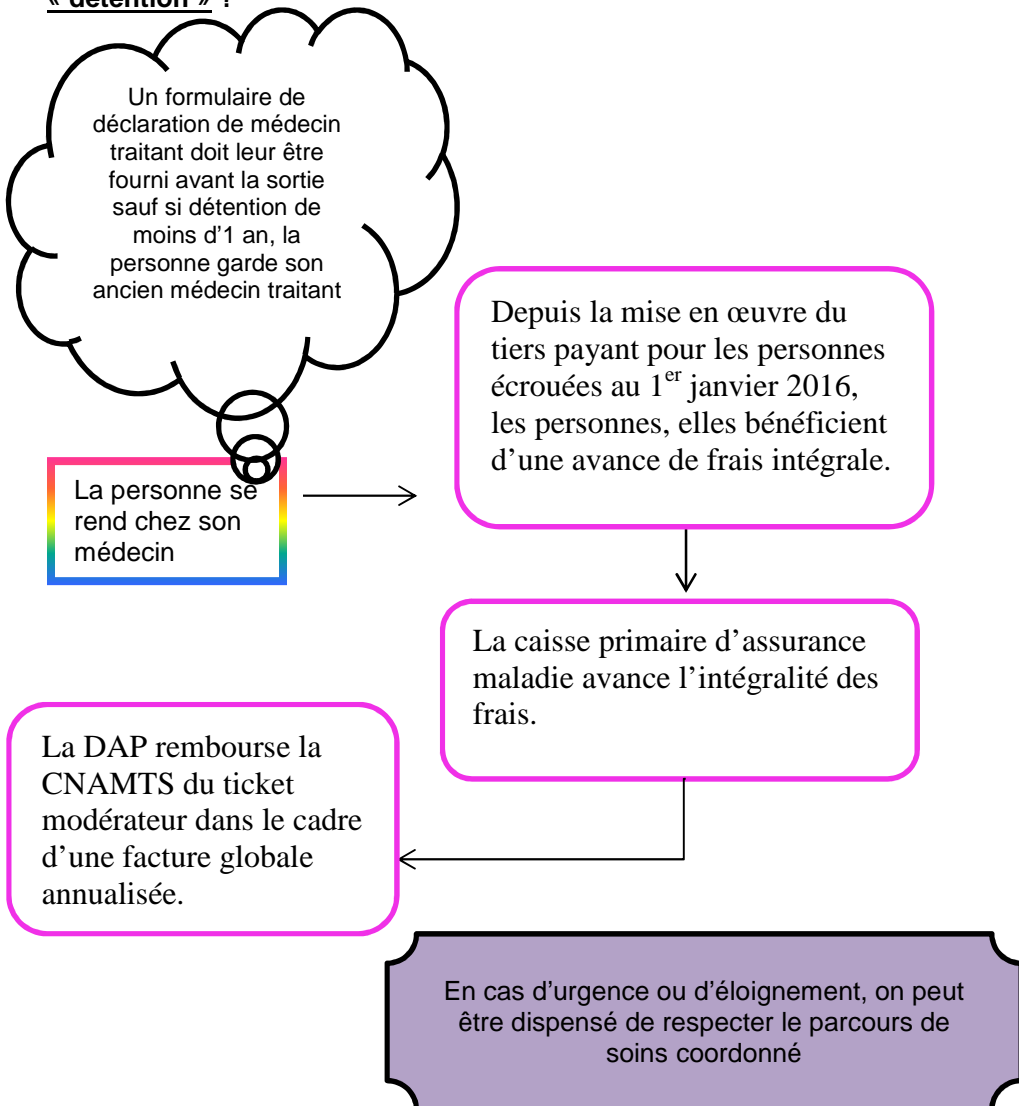 « détention » ?
Un formulaire de
déclaration de médecin
traitant doit leur être
fourni avant la sortie
sauf si détention de
moins d'1 an, la
personne garde son
ancien médecin traitant
La personne se
rend chez son
médecin
Depuis la mise en œuvre du
tiers payant pour les personnes
écrouées au 1er janvier 2016,
les personnes, elles bénéficient
d'une avance de frais intégrale.
La caisse primaire d'assurance
maladie avance l'intégralité des
frais.
La DAP rembourse la
CNAMTS du ticket
modérateur dans le cadre
d'une facture globale
annualisée.
En cas d'urgence ou d'éloignement, on peut
être dispensé de respecter le parcours de
soins coordonné